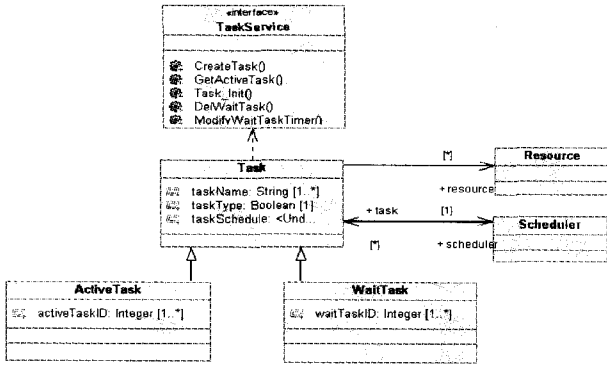 «interface»
TaskService
CreateTask()
GetActiveTask()
Task_Init()
DelWaitTask()
ModifyWaitTaskTimer()
Task
taskName: String [1..*]
taskType: Boolean [1]
taskSchedule: <Und...
[*]
+ resource
Resource
+ task
[1]
[*]
+ scheduler
Scheduler
ActiveTask
activeTaskID: Integer [1..*]
WaitTask
waitTaskID: Integer [1..*]